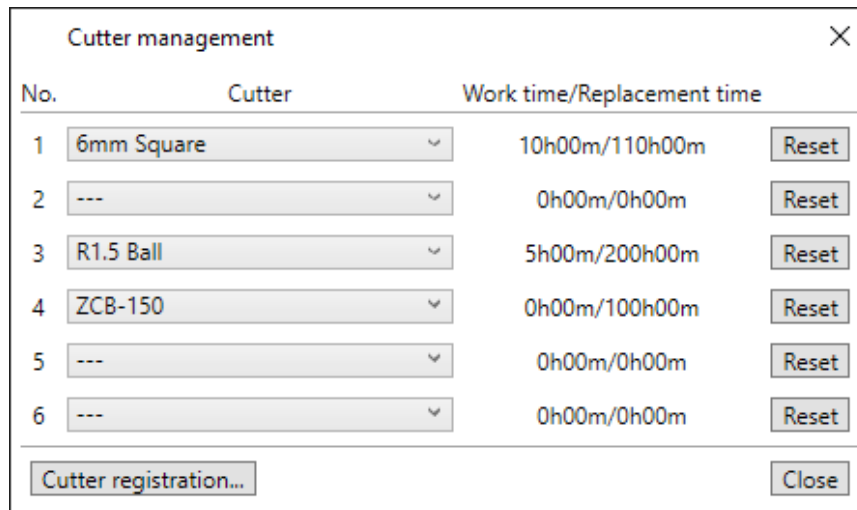 Cutter management
No. Cutter Work time/Replacement time
1 6mm Square 10h00m/110h00m Reset
2 --- 0h00m/0h00m Reset
3 R1.5 Ball 5h00m/200h00m Reset
4 ZCB-150 0h00m/100h00m Reset
5 --- 0h00m/0h00m Reset
6 --- 0h00m/0h00m Reset
Cutter registration... Close